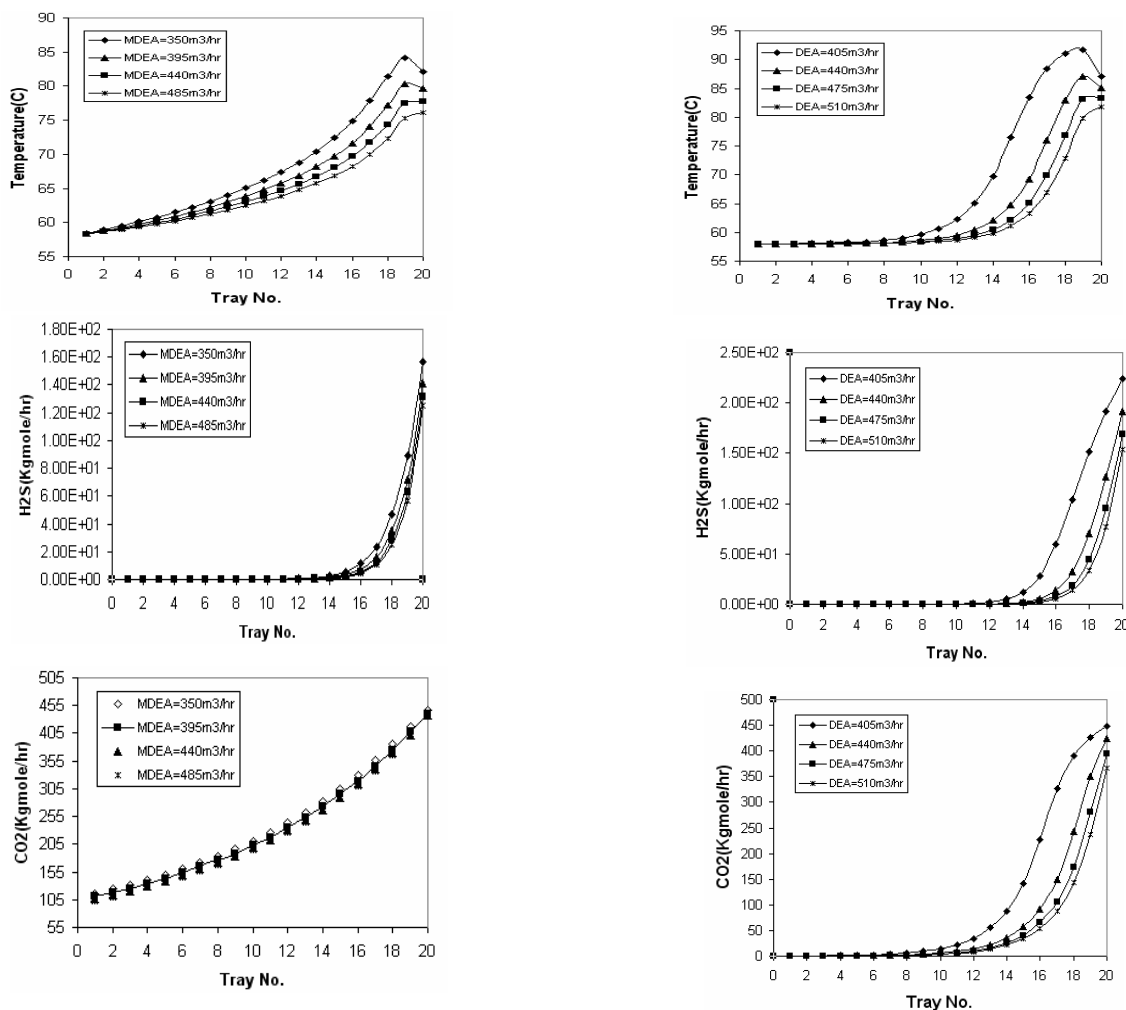 90
85
80
75
70
65
60
55
Temperature(C)
MDEA=350m3/hr
MDEA=395m3/hr
MDEA=440m3/hr
MDEA=485m3/hr
0 2 4 6 8 10 12 14 16 18 20
Tray No.
95
90
85
80
75
70
65
60
55
Temperature(C)
DEA=405m3/hr
DEA=440m3/hr
DEA=475m3/hr
DEA=510m3/hr
0 2 4 6 8 10 12 14 16 18 20
Tray No.
1.80E+02
1.60E+02
1.40E+02
1.20E+02
1.00E+02
8.00E+01
6.00E+01
4.00E+01
2.00E+01
0.00E+00
H2S(Kgmole/hr)
MDEA=350m3/hr
MDEA=395m3/hr
MDEA=440m3/hr
MDEA=485m3/hr
0 2 4 6 8 10 12 14 16 18 20
Tray No.
2.50E+02
2.00E+02
1.50E+02
1.00E+02
5.00E+01
0.00E+00
H2S(Kgmole/hr)
DEA=405m3/hr
DEA=440m3/hr
DEA=475m3/hr
DEA=510m3/hr
0 2 4 6 8 10 12 14 16 18 20
Tray No.
505
455
405
355
305
255
205
155
105
55
CO2(Kgmole/hr)
MDEA=350m3/hr
MDEA=395m3/hr
MDEA=440m3/hr
MDEA=485m3/hr
0 2 4 6 8 10 12 14 16 18 20
Tray No.
500
450
400
350
300
250
200
150
100
50
0
CO2(Kgmole/hr)
DEA=405m3/hr
DEA=440m3/hr
DEA=475m3/hr
DEA=510m3/hr
0 2 4 6 8 10 12 14 16 18 20
Tray No.